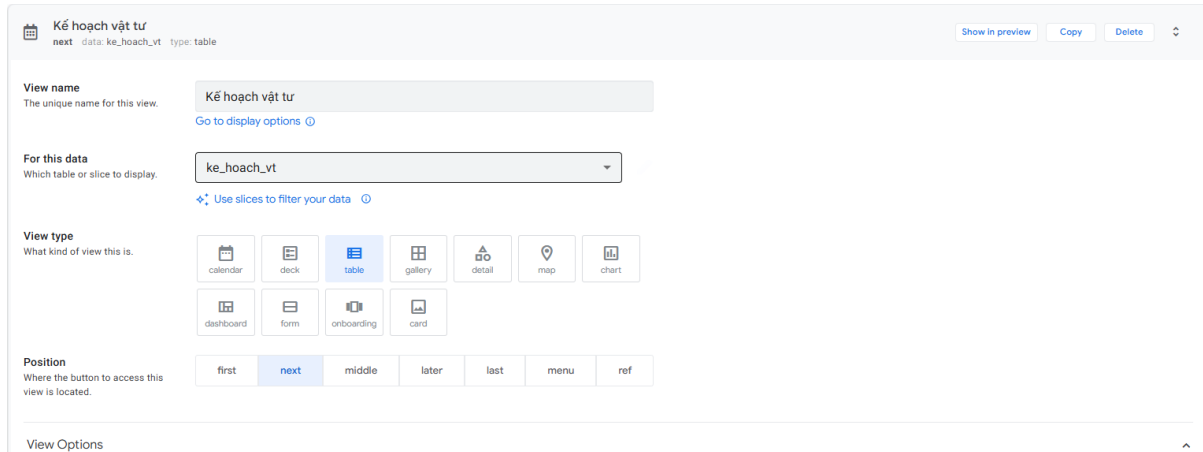 Kế hoạch vật tư
next data: ke_hoach_vt type: table
Show in preview
Copy
Delete
View name
The unique name for this view.
Kế hoạch vật tư
Go to display options
For this data
Which table or slice to display.
ke_hoach_vt
Use slices to filter your data
View type
What kind of view this is.
calendar
deck
table
gallery
detail
map
chart
dashboard
form
onboarding
card
Position
Where the button to access this
view is located.
first
next
middle
later
last
menu
ref
View Options